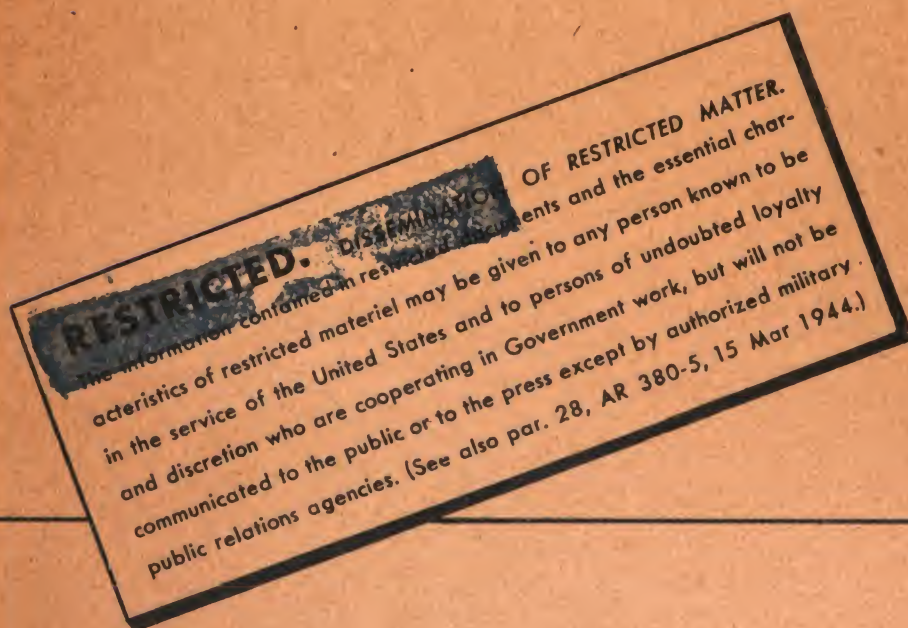 RESTRICTED. DISSEMINATION OF RESTRICTED MATTER.
The information contained in restricted documents and the essential char-
acteristics of restricted materiel may be given to any person known to be
in the service of the United States and to persons of undoubted loyalty
and discretion who are cooperating in Government work, but will not be
communicated to the public or to the press except by authorized military
public relations agencies. (See also par. 28, AR 380-5, 15 Mar 1944.)